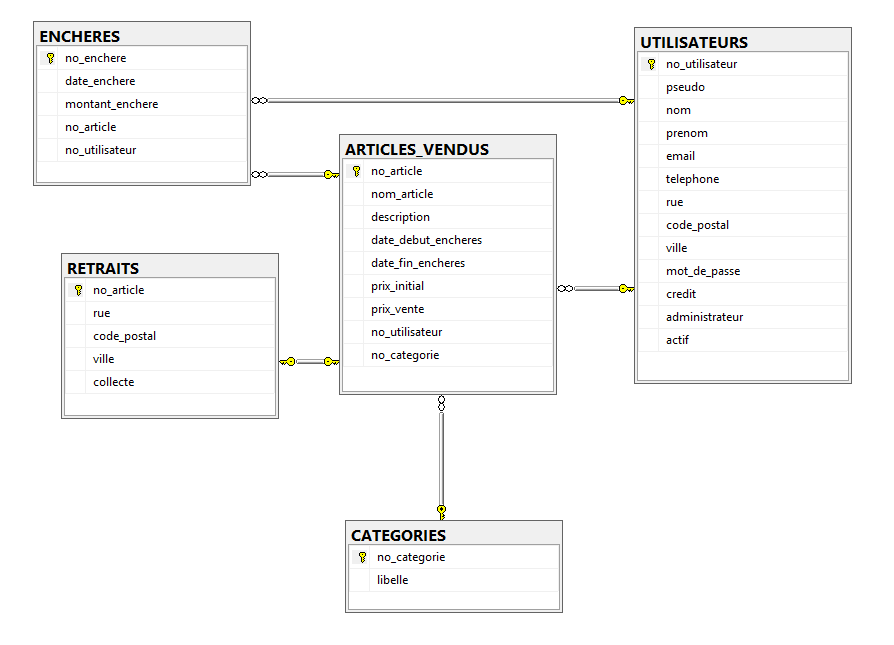 ENCHERES
no_enchere
date_enchere
montant_enchere
no_article
no_utilisateur
UTILISATEURS
no_utilisateur
pseudo
nom
prenom
email
telephone
rue
code_postal
ville
mot_de_passe
credit
administrateur
actif
ARTICLES_VENDUS
no_article
nom_article
description
date_debut_encheres
date_fin_encheres
prix_initial
prix_vente
no_utilisateur
no_categorie
RETRAITS
no_article
rue
code_postal
ville
collecte
CATEGORIES
no_categorie
libelle